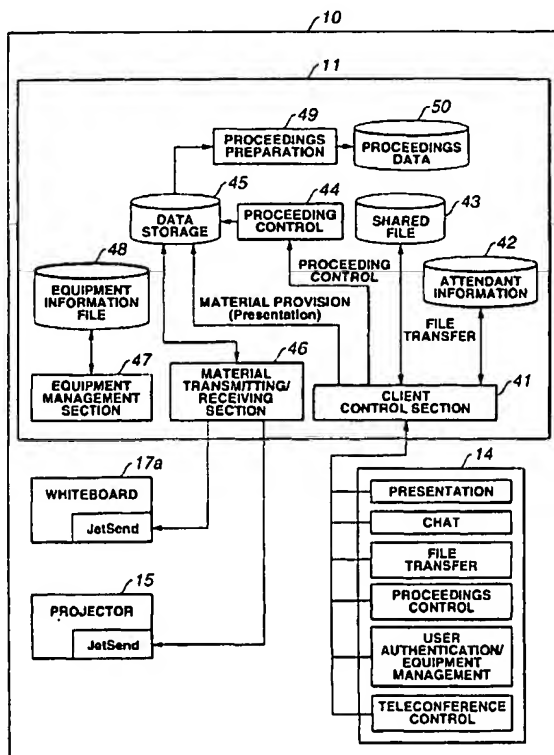 10
11
49
50
PROCEEDINGS
PREPARATION
PROCEEDINGS
DATA
45
44
43
DATA
STORAGE
PROCEEDING
CONTROL
SHARED
FILE
48
42
EQUIPMENT
INFORMATION
FILE
PROCEEDING
CONTROL
ATTENDANT
INFORMATION
MATERIAL PROVISION
(Presentation)
FILE
TRANSFER
47
46
41
EQUIPMENT
MANAGEMENT
SECTION
MATERIAL
TRANSMITTING/
RECEIVING
SECTION
CLIENT
CONTROL SECTION
17a
14
WHITEBOARD
JetSend
PRESENTATION
CHAT
15
FILE
TRANSFER
PROJECTOR
JetSend
PROCEEDINGS
CONTROL
USER
AUTHENTICATION/
EQUIPMENT
MANAGEMENT
TELECONFERENCE
CONTROL